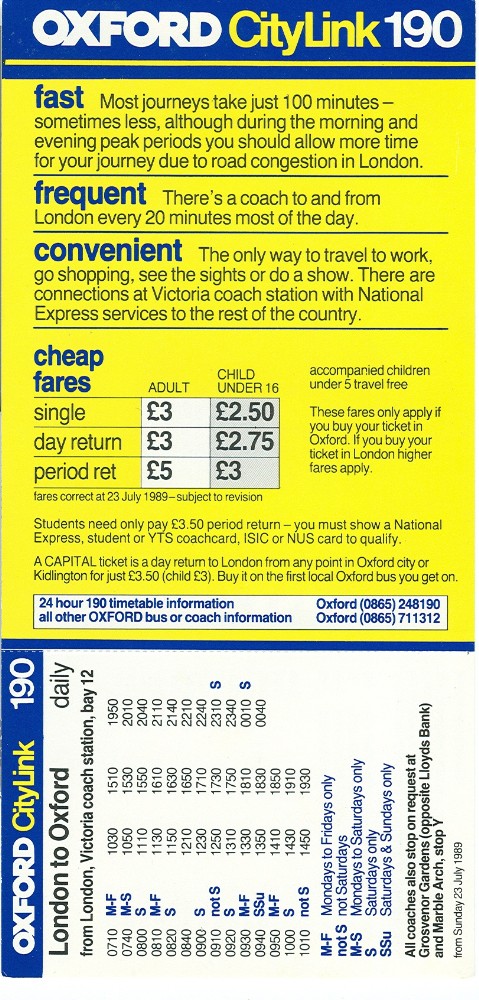 OXFORD CityLink 190
fast Most journeys take just 100 minutes –
sometimes less, although during the morning and
evening peak periods you should allow more time
for your journey due to road congestion in London.
frequent There's a coach to and from
London every 20 minutes most of the day.
convenient The only way to travel to work,
go shopping, see the sights or do a show. There are
connections at Victoria coach station with National
Express services to the rest of the country.
cheap
fares
ADULT CHILD
UNDER 16
single £3 £2.50
day return £3 £2.75
period ret £5 £3
accompanied children
under 5 travel free
These fares only apply if
you buy your ticket in
Oxford. If you buy your
ticket in London higher
fares apply.
fares correct at 23 July 1989 – subject to revision
Students need only pay £3.50 period return – you must show a National
Express, student or YTS coachcard, ISIC or NUS card to qualify.
A CAPITAL ticket is a day return to London from any point in Oxford city or
Kidlington for just £3.50 (child £3). Buy it on the first local Oxford bus you get on.
24 hour 190 timetable information Oxford (0865) 248190
all other OXFORD bus or coach information Oxford (0865) 711312
OXFORD CityLink 190
London to Oxford daily
from London, Victoria coach station, bay 12
0710 M-F 1030 1510 1950
0740 M-S 1050 1530 2010
0800 S 1110 1550 2040
0810 M-F 1130 1610 2110
0820 S 1150 1630 2140
0840 1210 1650 2210
0900 S 1230 1710 2240
0910 not S 1250 1730 2310 S
0920 S 1310 1750 2340
0930 M-F 1330 1810 0010 S
0940 SSu 1350 1830 0040
0950 M-F 1410 1850
1000 S 1430 1910
1010 not S 1450 1930
M-F Mondays to Fridays only
not S not Saturdays
M-S Mondays to Saturdays only
S Saturdays only
SSu Saturdays & Sundays only
All coaches also stop on request at
Grosvenor Gardens (opposite Lloyds Bank)
and Marble Arch, stop Y
from Sunday 23 July 1989